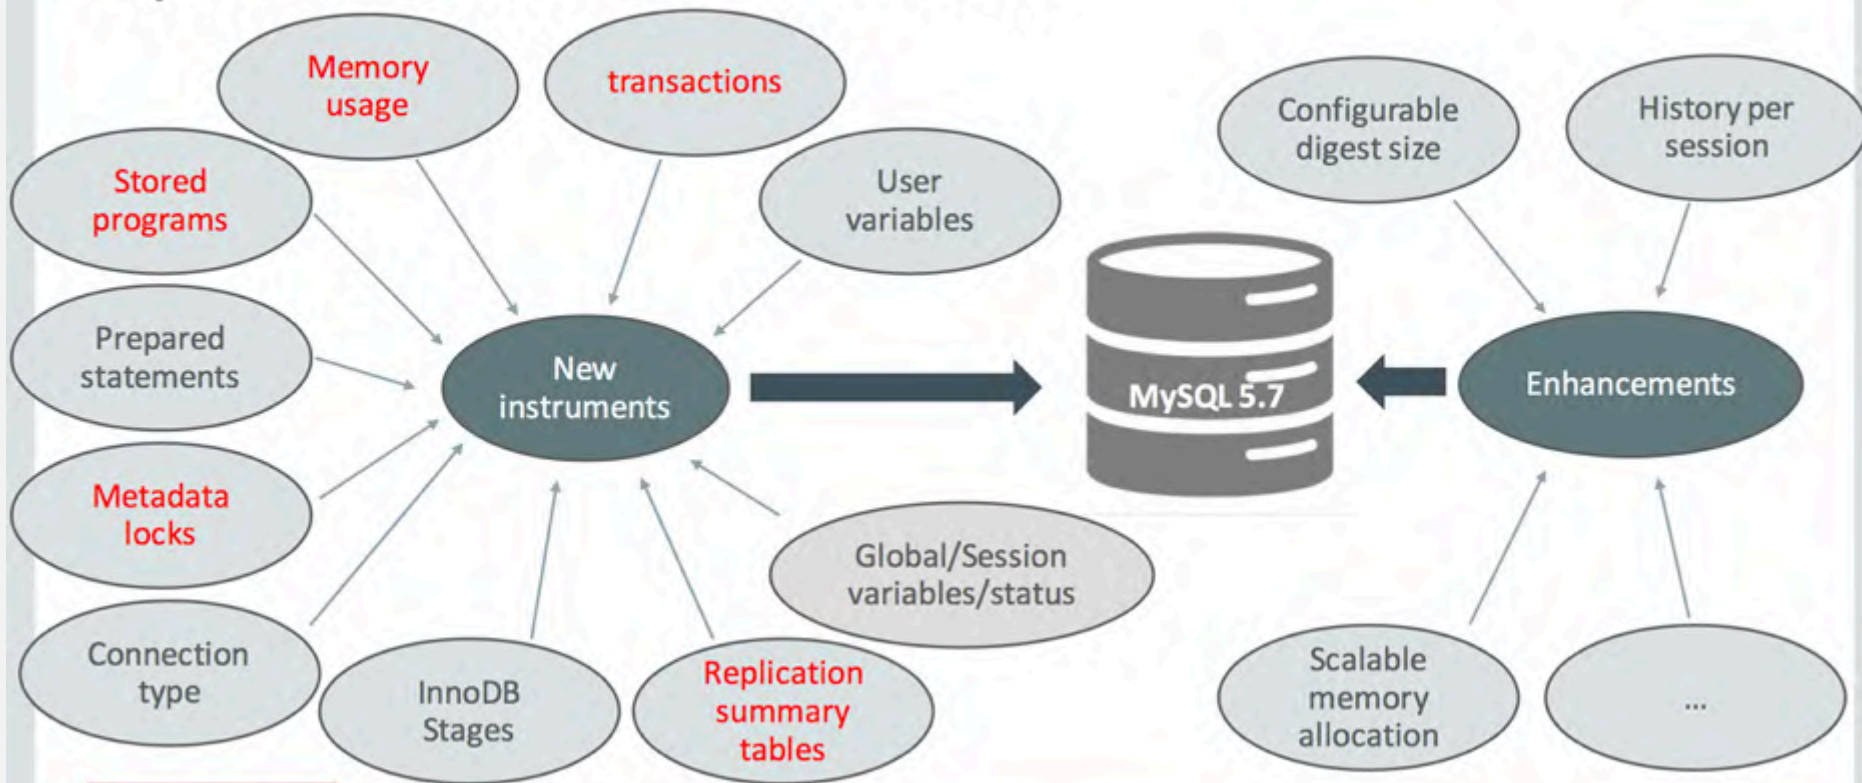 Memory
usage
transactions
Configurable
digest size
History per
session
Stored
programs
User
variables
Prepared
statements
New
instruments
MySQL 5.7
Enhancements
Metadata
locks
Global/Session
variables/status
Connection
type
InnoDB
Stages
Replication
summary
tables
Scalable
memory
allocation
...